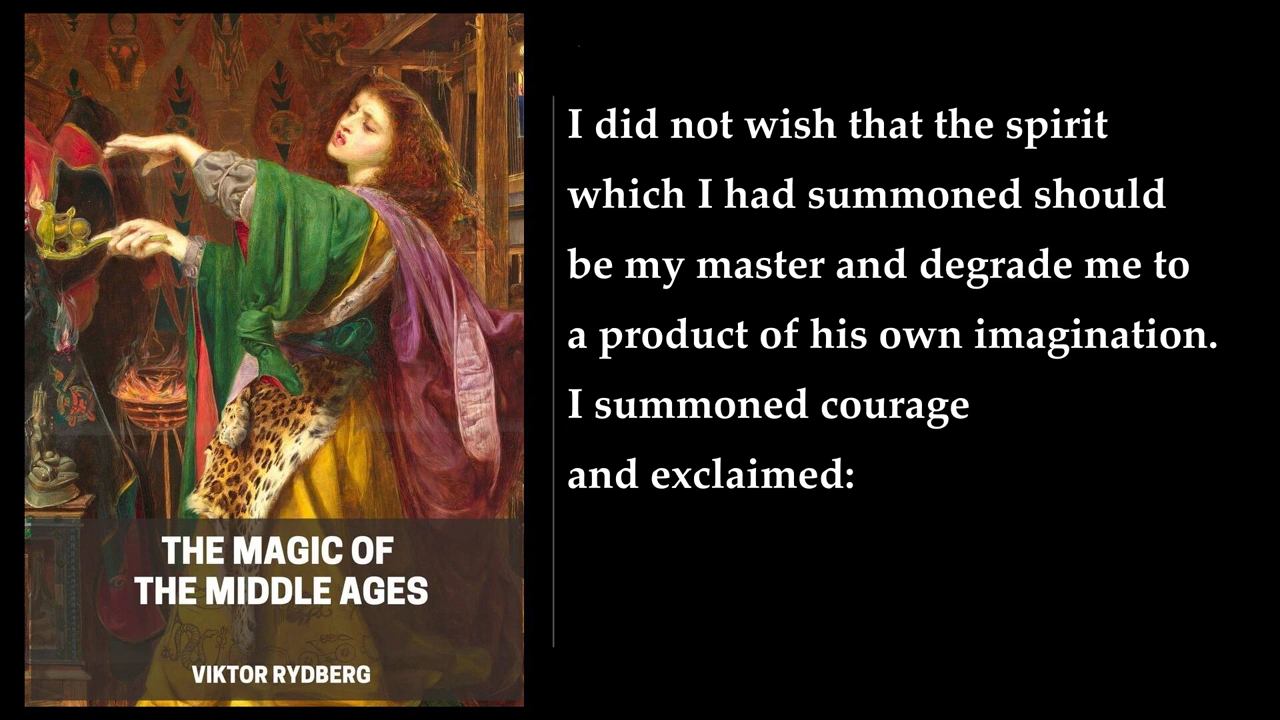 I did not wish that the spirit
which I had summoned should
be my master and degrade me to
a product of his own imagination.
I summoned courage
and exclaimed:
THE MAGIC OF
THE MIDDLE AGES
VIKTOR RYDBERG